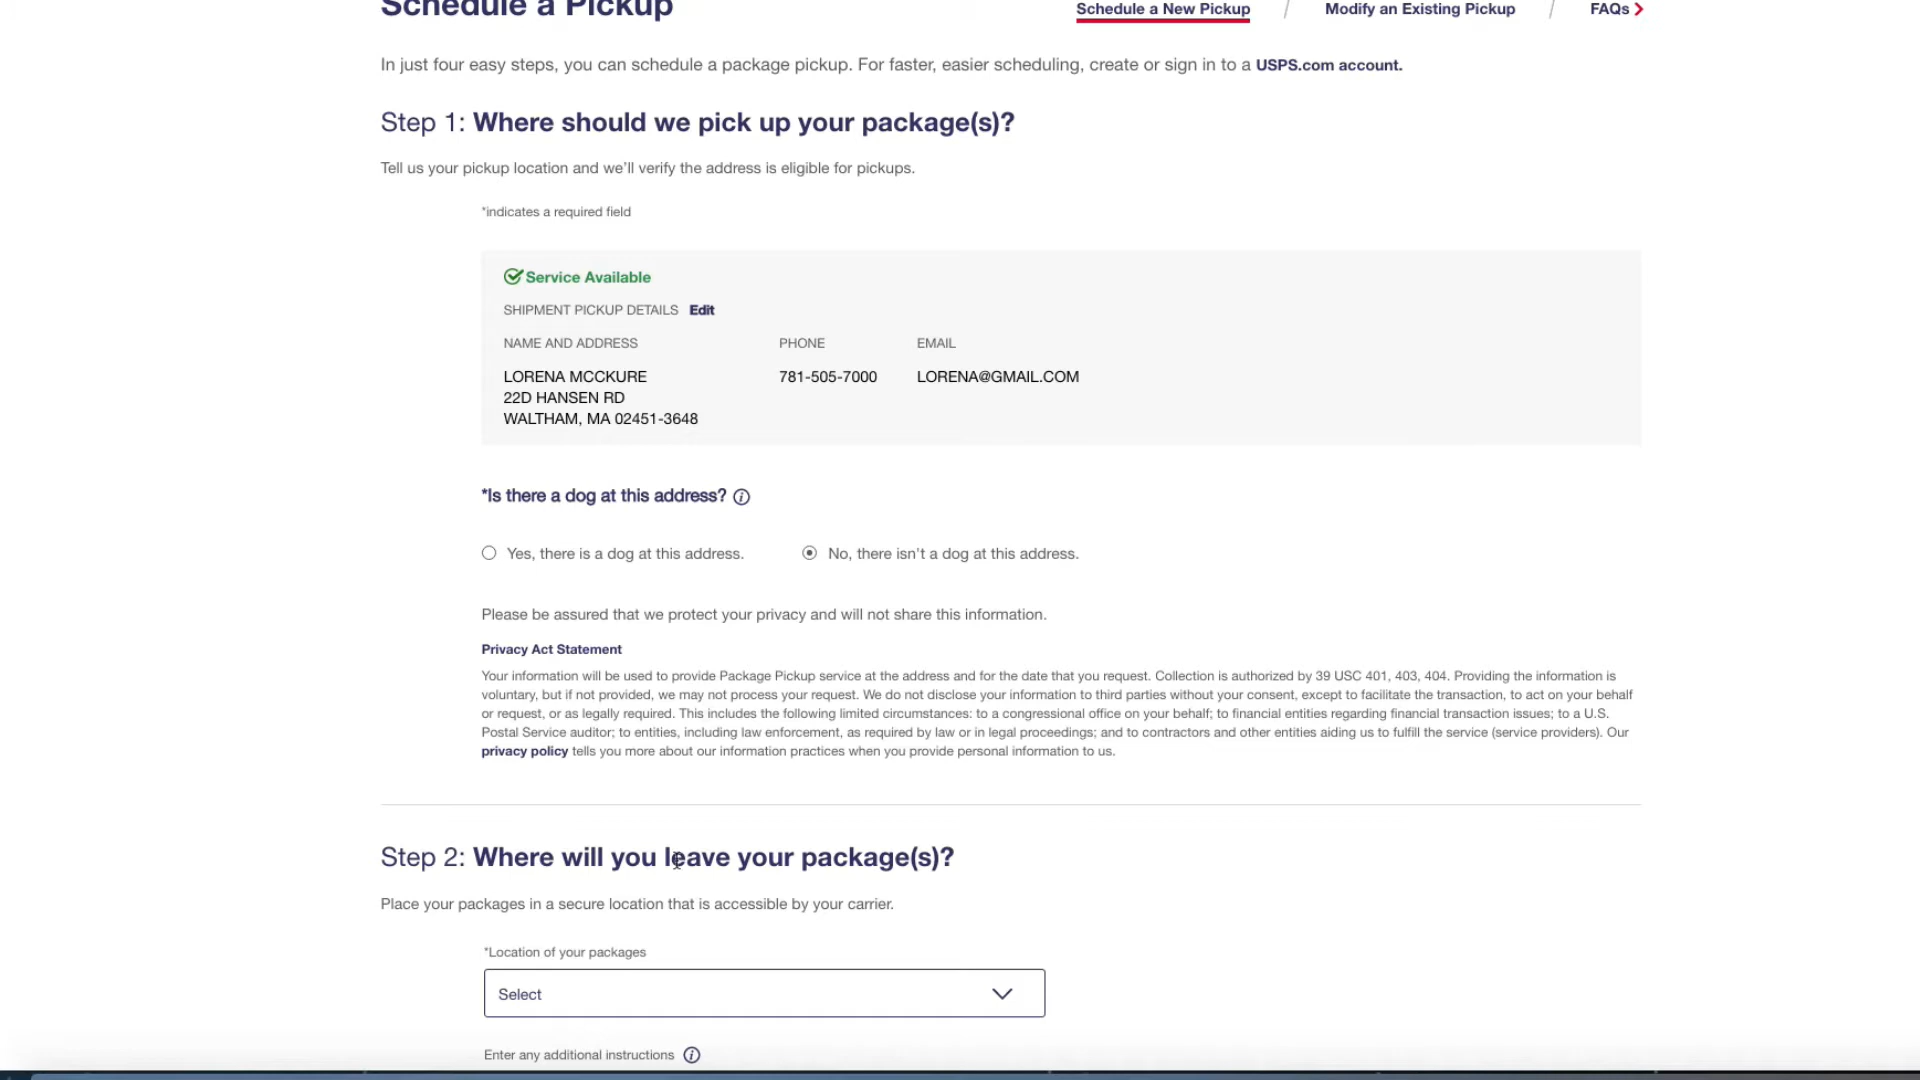 Schedule a Pickup
Schedule a New Pickup / Modify an Existing Pickup / FAQs
In just four easy steps, you can schedule a package pickup. For faster, easier scheduling, create or sign in to a USPS.com account.
Step 1: Where should we pick up your package(s)?
Tell us your pickup location and we'll verify the address is eligible for pickups.
*indicates a required field
Service Available
SHIPMENT PICKUP DETAILS Edit
NAME AND ADDRESS PHONE EMAIL
LORENA MCCKURE 781-505-7000 LORENA@GMAIL.COM
22D HANSEN RD
WALTHAM, MA 02451-3648
*Is there a dog at this address?
Yes, there is a dog at this address. No, there isn't a dog at this address.
Please be assured that we protect your privacy and will not share this information.
Privacy Act Statement
Your information will be used to provide Package Pickup service at the address and for the date that you request. Collection is authorized by 39 USC 401, 403, 404. Providing the information is
voluntary, but if not provided, we may not process your request. We do not disclose your information to third parties without your consent, except to facilitate the transaction, to act on your behalf
or request, or as legally required. This includes the following limited circumstances: to a congressional office on your behalf; to financial entities regarding financial transaction issues; to a U.S.
Postal Service auditor; to entities, including law enforcement, as required by law or in legal proceedings; and to contractors and other entities aiding us to fulfill the service (service providers). Our
privacy policy tells you more about our information practices when you provide personal information to us.
Step 2: Where will you leave your package(s)?
Place your packages in a secure location that is accessible by your carrier.
*Location of your packages
Select
Enter any additional instructions